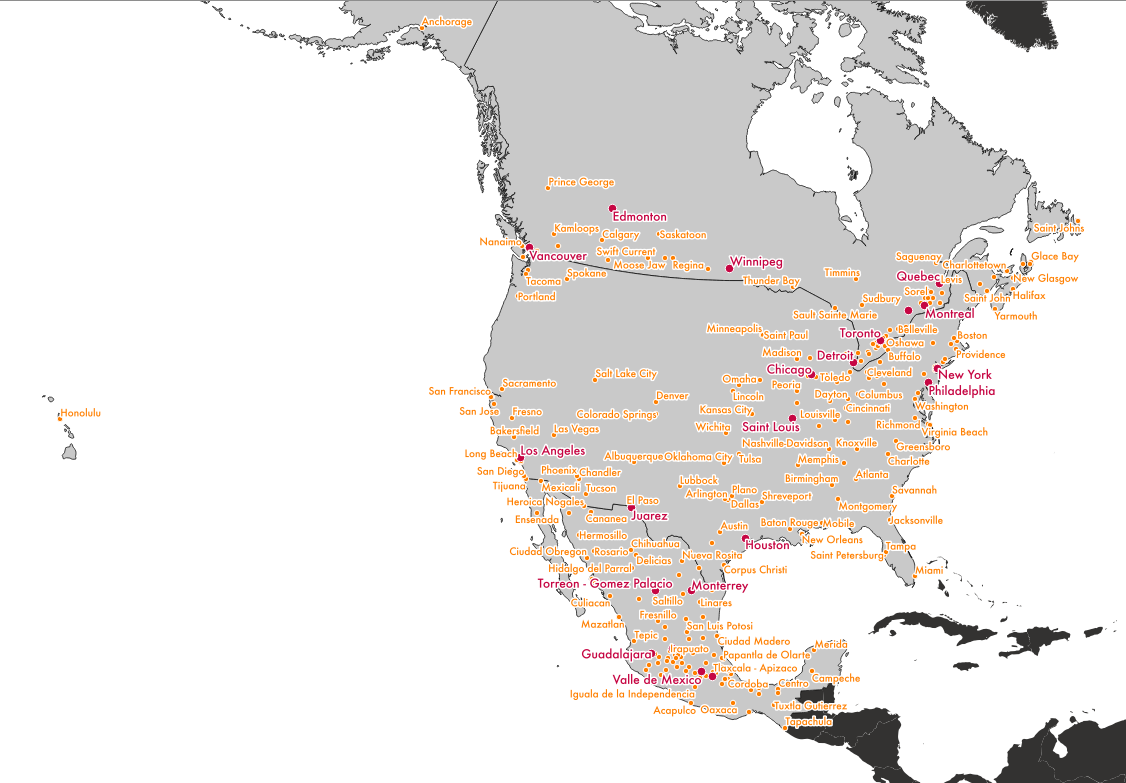 Anchorage
Prince George
Edmonton
Kamloops
Calgary
Saskatoon
Saint Johns
Nanaimo
Vancouver
Swift Current
Moose Jaw
Regina
Winnipeg
Saguenay
Charlottetown
Glace Bay
Tacoma
Spokane
Thunder Bay
Timmins
Quebec
Levis
New Glasgow
Portland
Sudbury
Sorel
Saint John
Halifax
Sault Sainte Marie
Montreal
Yarmouth
Minneapolis
Saint Paul
Toronto
Belleville
Oshawa
Boston
Madison
Detroit
Buffalo
Providence
Chicago
Toledo
Cleveland
New York
Salt Lake City
Omaha
Peoria
Philadelphia
San Francisco
Sacramento
Denver
Lincoln
Dayton
Columbus
Honolulu
San Jose
Fresno
Colorado Springs
Kansas City
Louisville
Cincinnati
Washington
Bakersfield
Las Vegas
Wichita
Saint Louis
Richmond
Virginia Beach
Long Beach
Los Angeles
Albuquerque
Oklahoma City
Tulsa
Nashville-Davidson
Knoxville
Greensboro
Memphis
Charlotte
San Diego
Phoenix
Chandler
Lubbock
Birmingham
Atlanta
Tijuana
Mexicali
Tucson
Arlington
Plano
Dallas
Shreveport
Savannah
Heroica Nogales
El Paso
Juarez
Montgomery
Ensenada
Cananea
Austin
Baton Rouge
Mobile
Jacksonville
Hermosillo
Chihuahua
Houston
New Orleans
Ciudad Obregon
Rosario
Delicias
Nueva Rosita
Saint Petersburg
Tampa
Hidalgo del Parral
Corpus Christi
Miami
Torreon - Gomez Palacio
Monterrey
Culiacan
Saltillo
Linares
Mazatlan
Fresnillo
San Luis Potosi
Tepic
Ciudad Madero
Guadalajara
Irapuato
Papantla de Olarte
Merida
Valle de Mexico
Tlaxcala - Apizaco
Cordoba
Centro
Campeche
Iguala de la Independencia
Acapulco
Oaxaca
Tuxtla Gutierrez
Tapachula